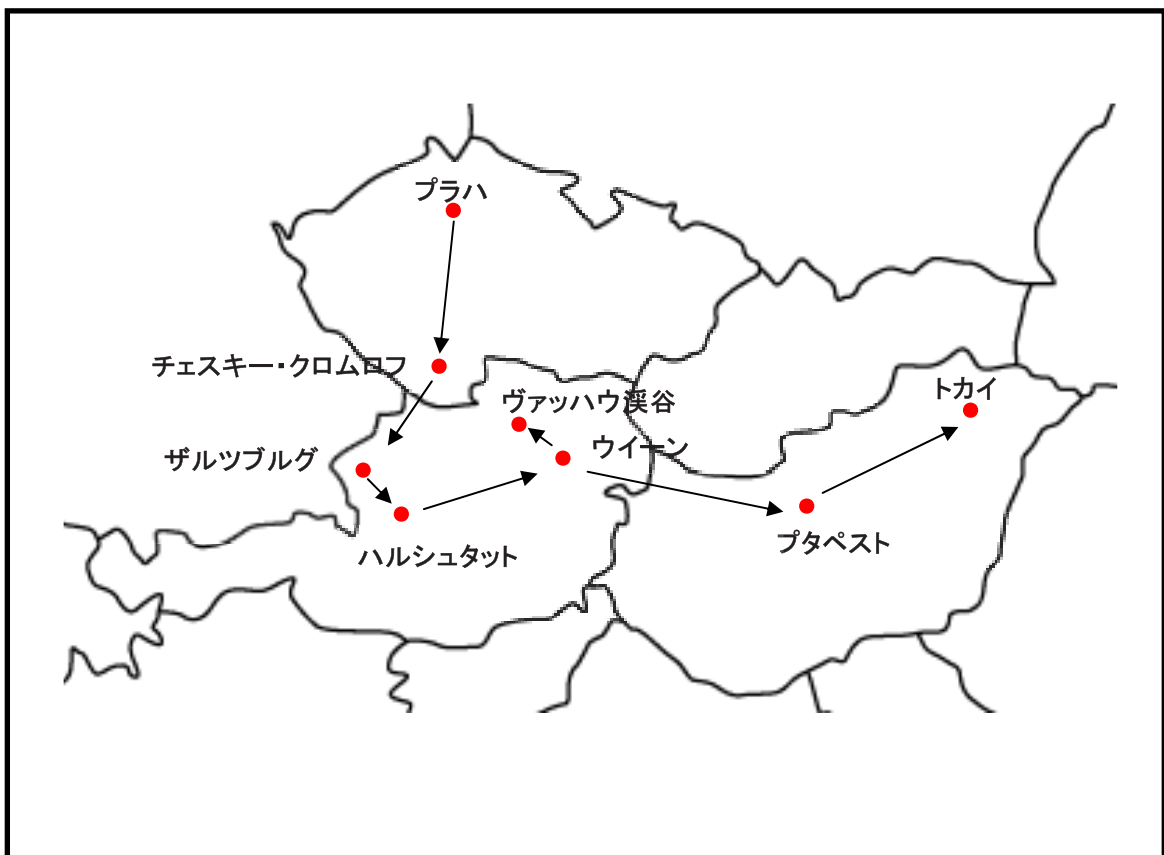 プラハ
チェスキー・クロムロフ
ヴァッハウ渓谷
トカイ
ウイーン
ザルツブルグ
プタペスト
ハルシュタット